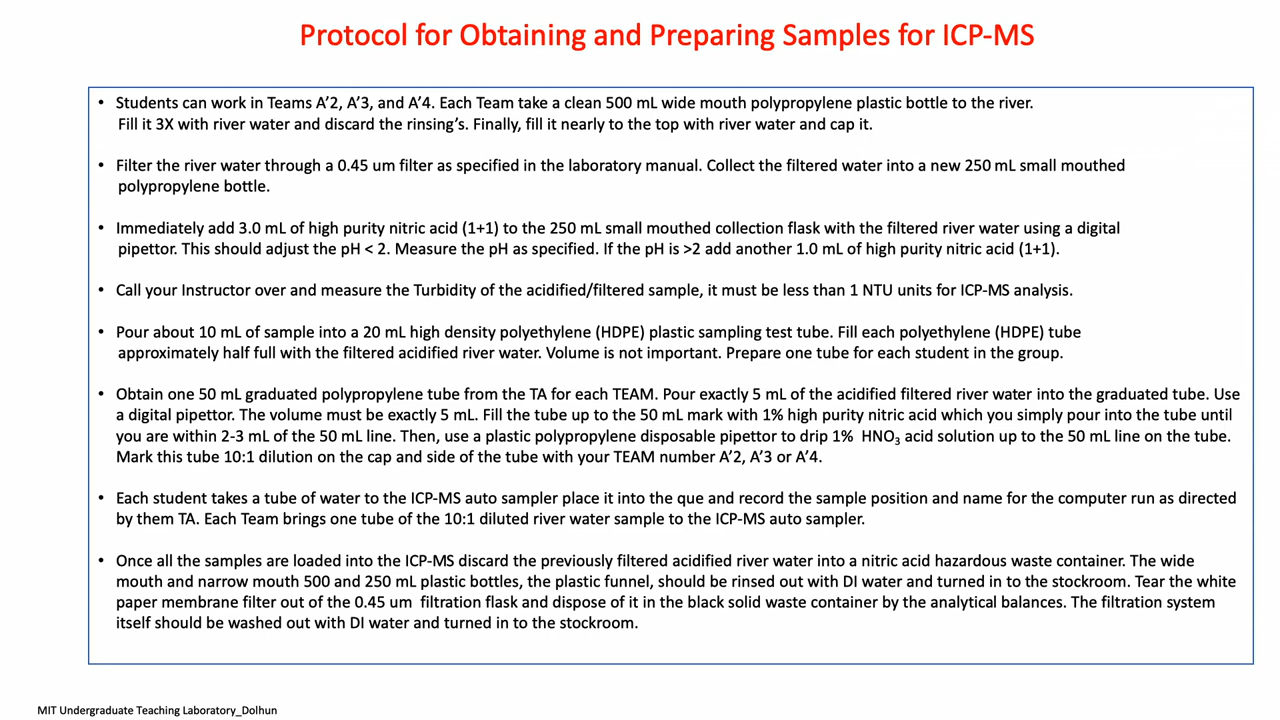 Protocol for Obtaining and Preparing Samples for ICP-MS
• Students can work in Teams A’2, A’3, and A’4. Each Team take a clean 500 mL wide mouth polypropylene plastic bottle to the river.
Fill it 3X with river water and discard the rinsing’s. Finally, fill it nearly to the top with river water and cap it.
• Filter the river water through a 0.45 um filter as specified in the laboratory manual. Collect the filtered water into a new 250 mL small mouthed
polypropylene bottle.
• Immediately add 3.0 mL of high purity nitric acid (1+1) to the 250 mL small mouthed collection flask with the filtered river water using a digital
pipettor. This should adjust the pH < 2. Measure the pH as specified. If the pH is >2 add another 1.0 mL of high purity nitric acid (1+1).
• Call your Instructor over and measure the Turbidity of the acidified/filtered sample, it must be less than 1 NTU units for ICP-MS analysis.
• Pour about 10 mL of sample into a 20 mL high density polyethylene (HDPE) plastic sampling test tube. Fill each polyethylene (HDPE) tube
approximately half full with the filtered acidified river water. Volume is not important. Prepare one tube for each student in the group.
• Obtain one 50 mL graduated polypropylene tube from the TA for each TEAM. Pour exactly 5 mL of the acidified filtered river water into the graduated tube. Use
a digital pipettor. The volume must be exactly 5 mL. Fill the tube up to the 50 mL mark with 1% high purity nitric acid which you simply pour into the tube until
you are within 2-3 mL of the 50 mL line. Then, use a plastic polypropylene disposable pipettor to drip 1% HNO₃ acid solution up to the 50 mL line on the tube.
Mark this tube 10:1 dilution on the cap and side of the tube with your TEAM number A’2, A’3 or A’4.
• Each student takes a tube of water to the ICP-MS auto sampler place it into the que and record the sample position and name for the computer run as directed
by them TA. Each Team brings one tube of the 10:1 diluted river water sample to the ICP-MS auto sampler.
• Once all the samples are loaded into the ICP-MS discard the previously filtered acidified river water into a nitric acid hazardous waste container. The wide
mouth and narrow mouth 500 and 250 mL plastic bottles, the plastic funnel, should be rinsed out with DI water and turned in to the stockroom. Tear the white
paper membrane filter out of the 0.45 um filtration flask and dispose of it in the black solid waste container by the analytical balances. The filtration system
itself should be washed out with DI water and turned in to the stockroom.
MIT Undergraduate Teaching Laboratory_Dolhun